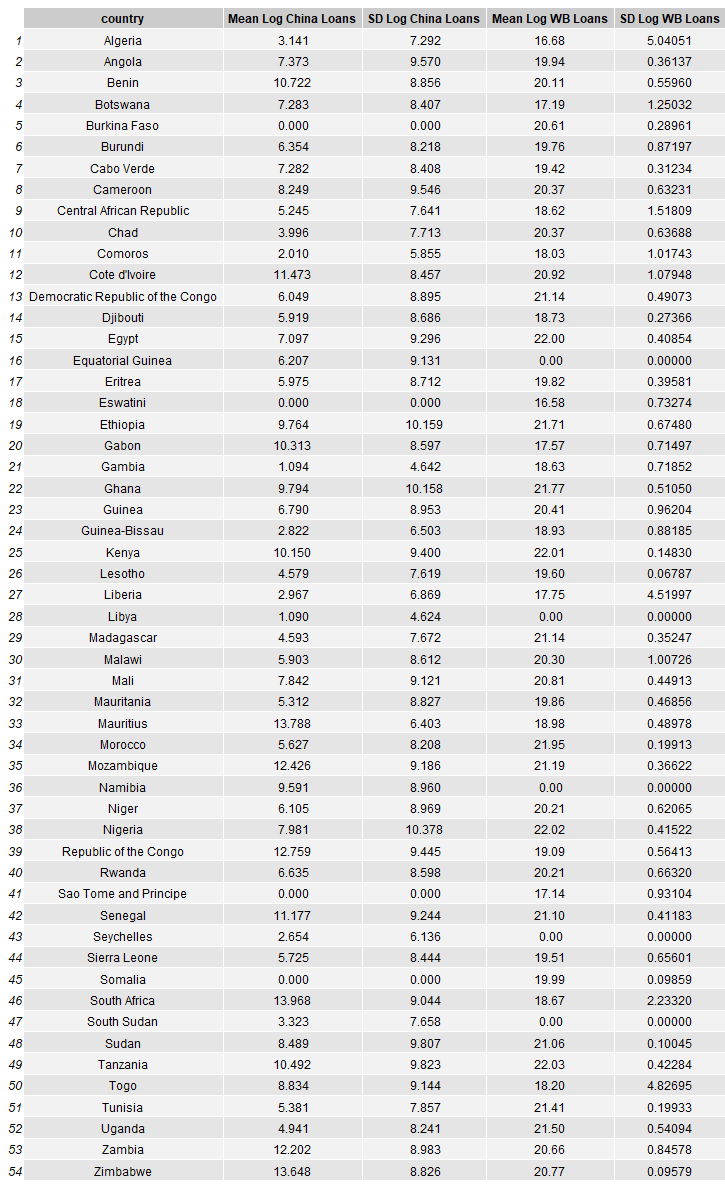 country Mean Log China Loans SD Log China Loans Mean Log WB Loans SD Log WB Loans
1 Algeria 3.141 7.292 16.68 5.04051
2 Angola 7.373 9.570 19.94 0.36137
3 Benin 10.722 8.856 20.11 0.55960
4 Botswana 7.283 8.407 17.19 1.25032
5 Burkina Faso 0.000 0.000 20.61 0.28961
6 Burundi 6.354 8.218 19.76 0.87197
7 Cabo Verde 7.282 8.408 19.42 0.31234
8 Cameroon 8.249 9.546 20.37 0.63231
9 Central African Republic 5.245 7.641 18.62 1.51809
10 Chad 3.996 7.713 20.37 0.63688
11 Comoros 2.010 5.855 18.03 1.01743
12 Cote d'Ivoire 11.473 8.457 20.92 1.07948
13 Democratic Republic of the Congo 6.049 8.895 21.14 0.49073
14 Djibouti 5.919 8.686 18.73 0.27366
15 Egypt 7.097 9.296 22.00 0.40854
16 Equatorial Guinea 6.207 9.131 0.00 0.00000
17 Eritrea 5.975 8.712 19.82 0.39581
18 Eswatini 0.000 0.000 16.58 0.73274
19 Ethiopia 9.764 10.159 21.71 0.67480
20 Gabon 10.313 8.597 17.57 0.71497
21 Gambia 1.094 4.642 18.63 0.71852
22 Ghana 9.794 10.158 21.77 0.51050
23 Guinea 6.790 8.953 20.41 0.96204
24 Guinea-Bissau 2.822 6.503 18.93 0.88185
25 Kenya 10.150 9.400 22.01 0.14830
26 Lesotho 4.579 7.619 19.60 0.06787
27 Liberia 2.967 6.869 17.75 4.51997
28 Libya 1.090 4.624 0.00 0.00000
29 Madagascar 4.593 7.672 21.14 0.35247
30 Malawi 5.903 8.612 20.30 1.00726
31 Mali 7.842 9.121 20.81 0.44913
32 Mauritania 5.312 8.827 19.86 0.46856
33 Mauritius 13.788 6.403 18.98 0.48978
34 Morocco 5.627 8.208 21.95 0.19913
35 Mozambique 12.426 9.186 21.19 0.36622
36 Namibia 9.591 8.960 0.00 0.00000
37 Niger 6.105 8.969 20.21 0.62065
38 Nigeria 7.981 10.378 22.02 0.41522
39 Republic of the Congo 12.759 9.445 19.09 0.56413
40 Rwanda 6.635 8.598 20.21 0.66320
41 Sao Tome and Principe 0.000 0.000 17.14 0.93104
42 Senegal 11.177 9.244 21.10 0.41183
43 Seychelles 2.654 6.136 0.00 0.00000
44 Sierra Leone 5.725 8.444 19.51 0.65601
45 Somalia 0.000 0.000 19.99 0.09859
46 South Africa 13.968 9.044 18.67 2.23320
47 South Sudan 3.323 7.658 0.00 0.00000
48 Sudan 8.489 9.807 21.06 0.10045
49 Tanzania 10.492 9.823 22.03 0.42284
50 Togo 8.834 9.144 18.20 4.82695
51 Tunisia 5.381 7.857 21.41 0.19933
52 Uganda 4.941 8.241 21.50 0.54094
53 Zambia 12.202 8.983 20.66 0.84578
54 Zimbabwe 13.648 8.826 20.77 0.09579